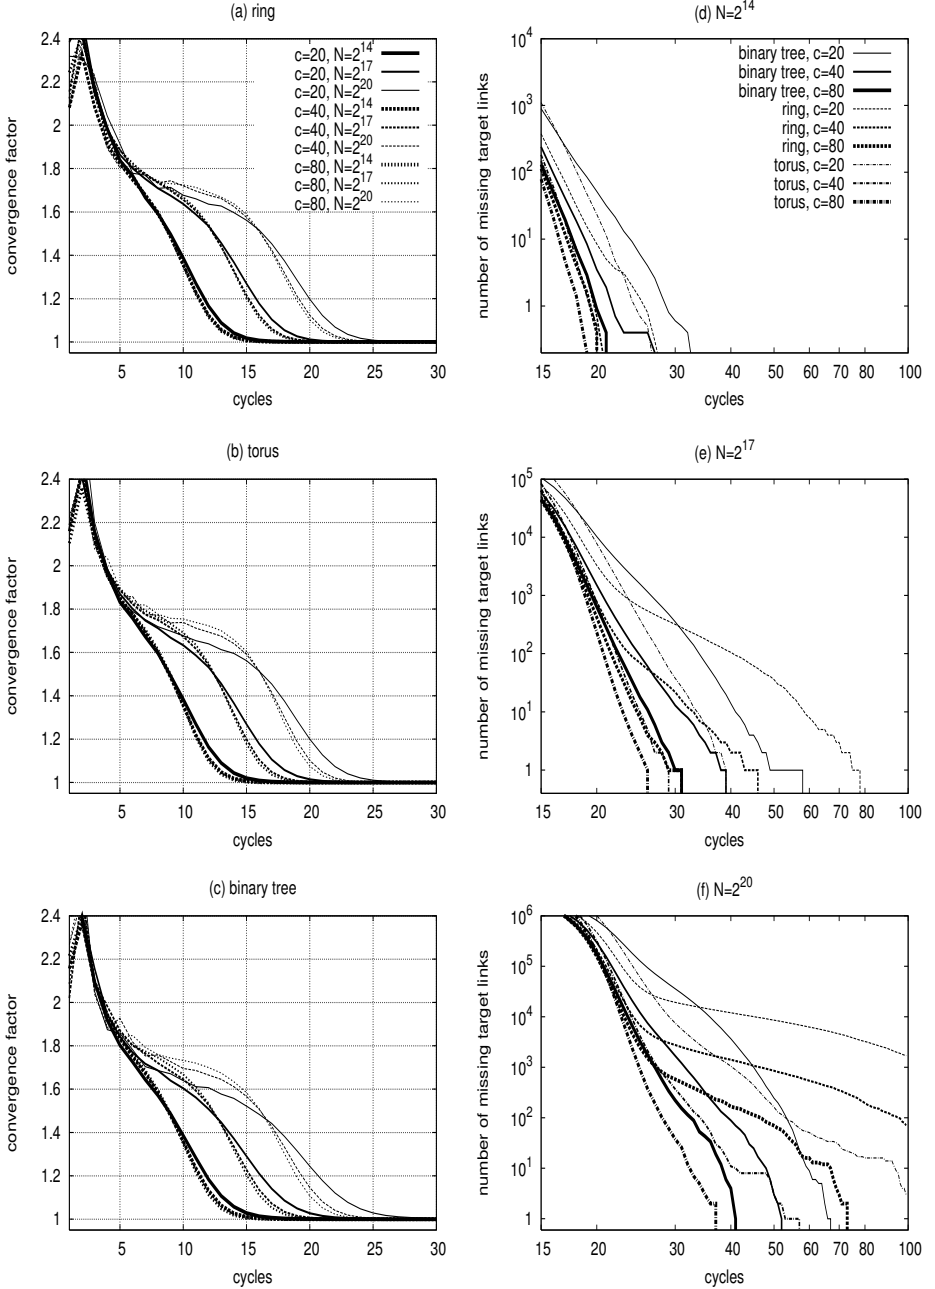 (a) ring
2.4
2.2
2
1.8
1.6
1.4
1.2
1
convergence factor
c=20, N=2^14
c=20, N=2^17
c=20, N=2^20
c=40, N=2^14
c=40, N=2^17
c=40, N=2^20
c=80, N=2^14
c=80, N=2^17
c=80, N=2^20
5 10 15 20 25 30
cycles
(d) N=2^14
10^4
10^3
10^2
10^1
1
number of missing target links
binary tree, c=20
binary tree, c=40
binary tree, c=80
ring, c=20
ring, c=40
ring, c=80
torus, c=20
torus, c=40
torus, c=80
15 20 30 40 50 60 70 80 100
cycles
(b) torus
2.4
2.2
2
1.8
1.6
1.4
1.2
1
convergence factor
5 10 15 20 25 30
cycles
(e) N=2^17
10^5
10^4
10^3
10^2
10^1
1
number of missing target links
15 20 30 40 50 60 70 80 100
cycles
(c) binary tree
2.4
2.2
2
1.8
1.6
1.4
1.2
1
convergence factor
5 10 15 20 25 30
cycles
(f) N=2^20
10^6
10^5
10^4
10^3
10^2
10^1
1
number of missing target links
15 20 30 40 50 60 70 80 100
cycles